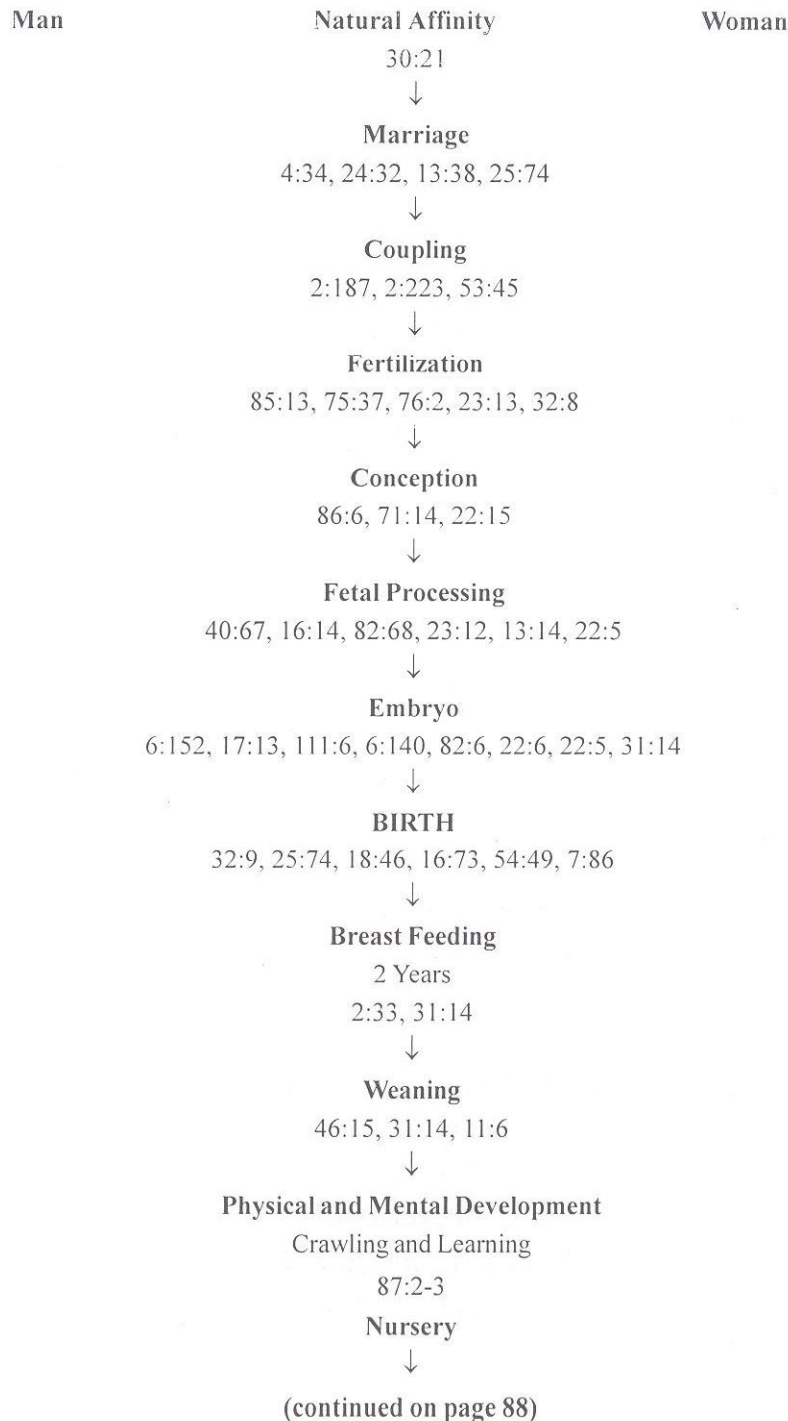 Man Natural Affinity Woman
30:21
↓
Marriage
4:34, 24:32, 13:38, 25:74
↓
Coupling
2:187, 2:223, 53:45
↓
Fertilization
85:13, 75:37, 76:2, 23:13, 32:8
↓
Conception
86:6, 71:14, 22:15
↓
Fetal Processing
40:67, 16:14, 82:68, 23:12, 13:14, 22:5
↓
Embryo
6:152, 17:13, 111:6, 6:140, 82:6, 22:6, 22:5, 31:14
↓
BIRTH
32:9, 25:74, 18:46, 16:73, 54:49, 7:86
↓
Breast Feeding
2 Years
2:33, 31:14
↓
Weaning
46:15, 31:14, 11:6
↓
Physical and Mental Development
Crawling and Learning
87:2-3
Nursery
↓
(continued on page 88)